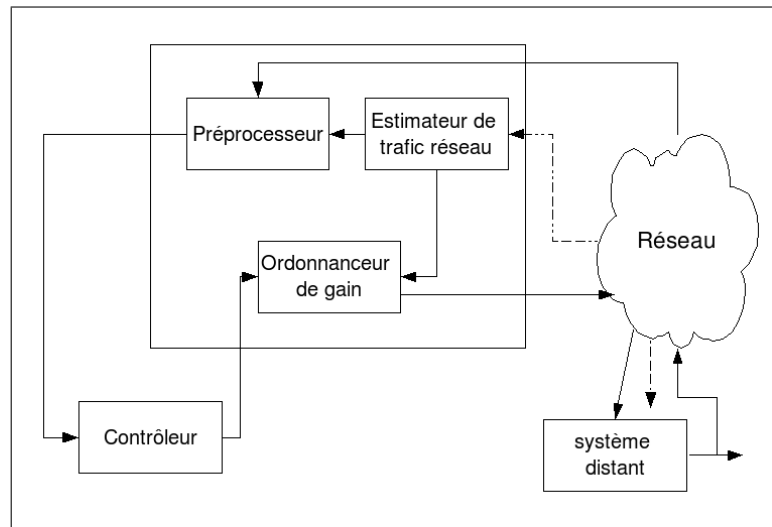 Préprocesseur
Estimateur de
trafic réseau
Réseau
Ordonnanceur
de gain
Contrôleur
système
distant